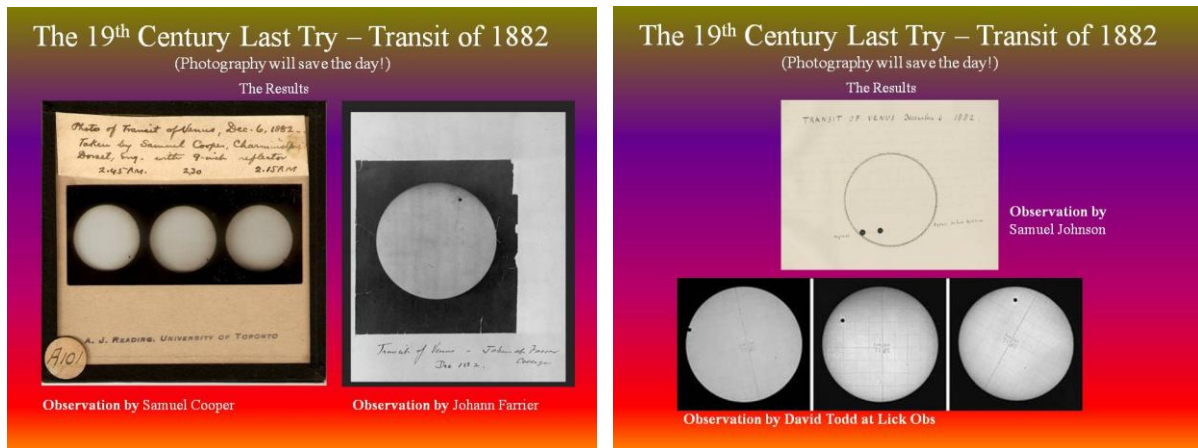 The 19th Century Last Try – Transit of 1882
(Photography will save the day!)
The Results
Photo of Transit of Venus, Dec. 6, 1882.
Taken by Samuel Cooper,
Dorset, Eng. with 9-inch reflector
2.45 P.M. 2.30 2.15 P.M.
A. J. READING, UNIVERSITY OF TORONTO
A101
Transit of Venus –
Dec
Observation by Samuel Cooper
Observation by Johann Farrier
The 19th Century Last Try – Transit of 1882
(Photography will save the day!)
The Results
TRANSIT OF VENUS December 6 1882.
Observation by
Samuel Johnson
Observation by David Todd at Lick Obs